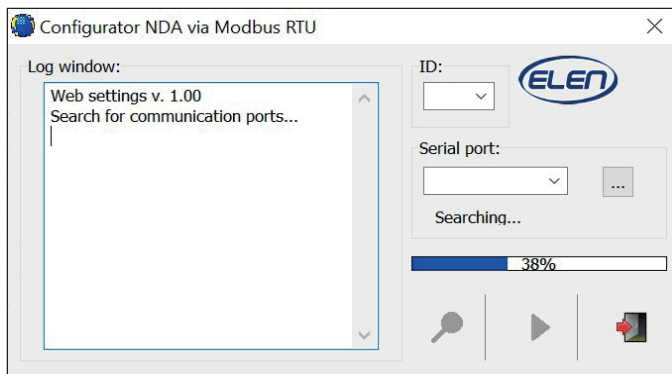 Configurator NDA via Modbus RTU
Log window:
Web settings v. 1.00
Search for communication ports...
ID:
ELEN
Serial port:
...
Searching...
38%